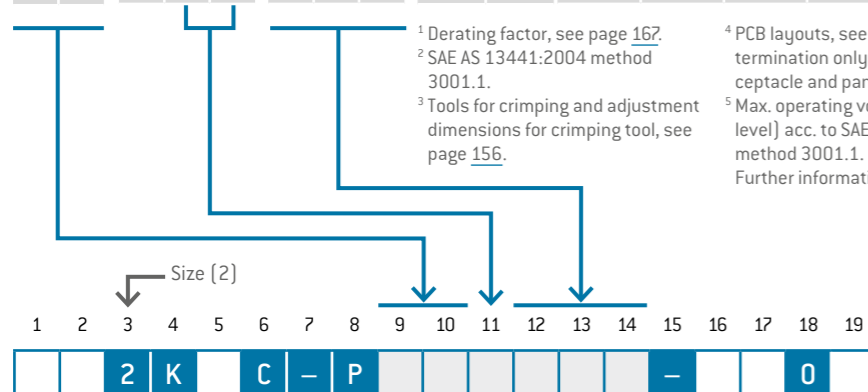 ¹ Derating factor, see page 167.
² SAE AS 13441:2004 method
3001.1.
³ Tools for crimping and adjustment
dimensions for crimping tool, see
page 156.
⁴ PCB layouts, see
termination only
ceptacle and par
⁵ Max. operating vo
level) acc. to SAE
method 3001.1.
Further informati
Size (2)
1 2 3 4 5 6 7 8 9 10 11 12 13 14 15 16 17 18 19
2 K C – P – 0